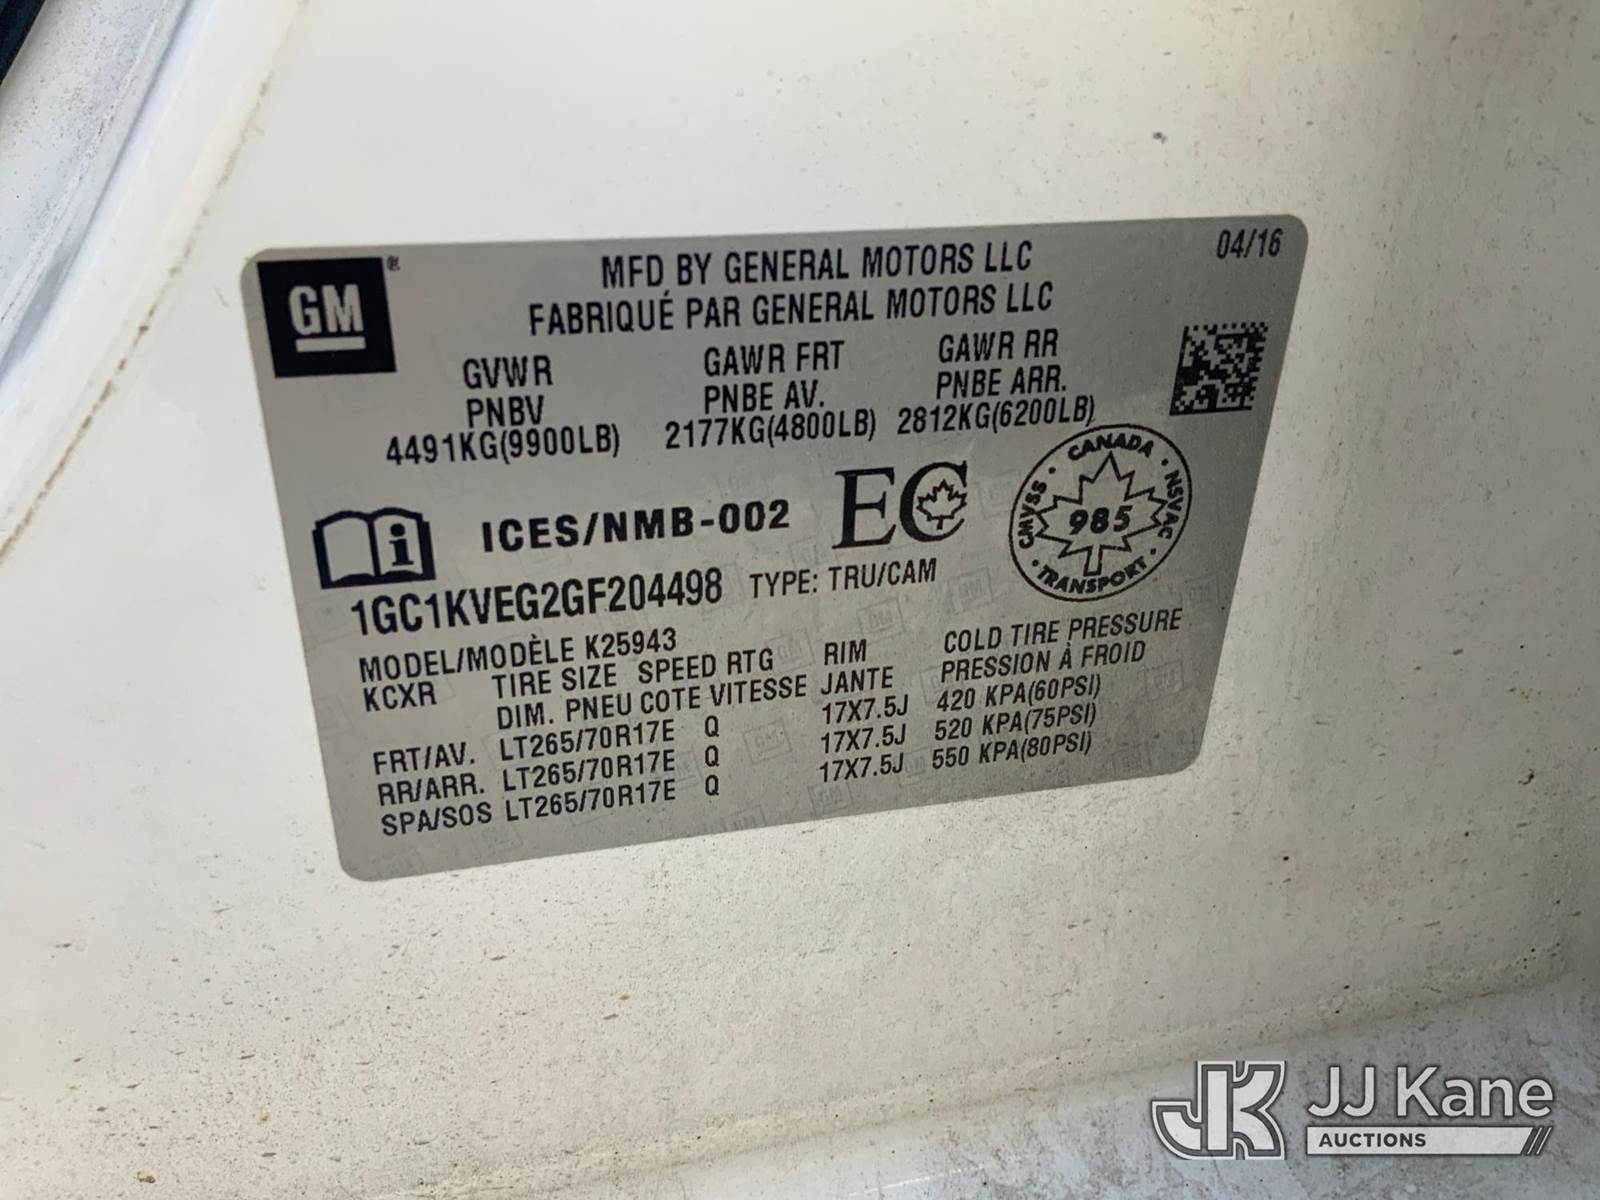 GM®
MFD BY GENERAL MOTORS LLC
04/16
FABRIQUÉ PAR GENERAL MOTORS LLC
GVWR GAWR FRT GAWR RR
PNBV PNBE AV. PNBE ARR.
4491KG(9900LB) 2177KG(4800LB) 2812KG(6200LB)
i ICES/NMB-002 EC
CANADA · NSVAC · TRANSPORT · CMVSS ·
985
1GC1KVEG2GF204498 TYPE: TRU/CAM
MODEL/MODÈLE K25943
KCXR TIRE SIZE SPEED RTG RIM COLD TIRE PRESSURE
DIM. PNEU COTE VITESSE JANTE PRESSION À FROID
FRT/AV. LT265/70R17E Q 17X7.5J 420 KPA(60PSI)
RR/ARR. LT265/70R17E Q 17X7.5J 520 KPA(75PSI)
SPA/SOS LT265/70R17E Q 17X7.5J 550 KPA(80PSI)
JK JJ Kane
AUCTIONS